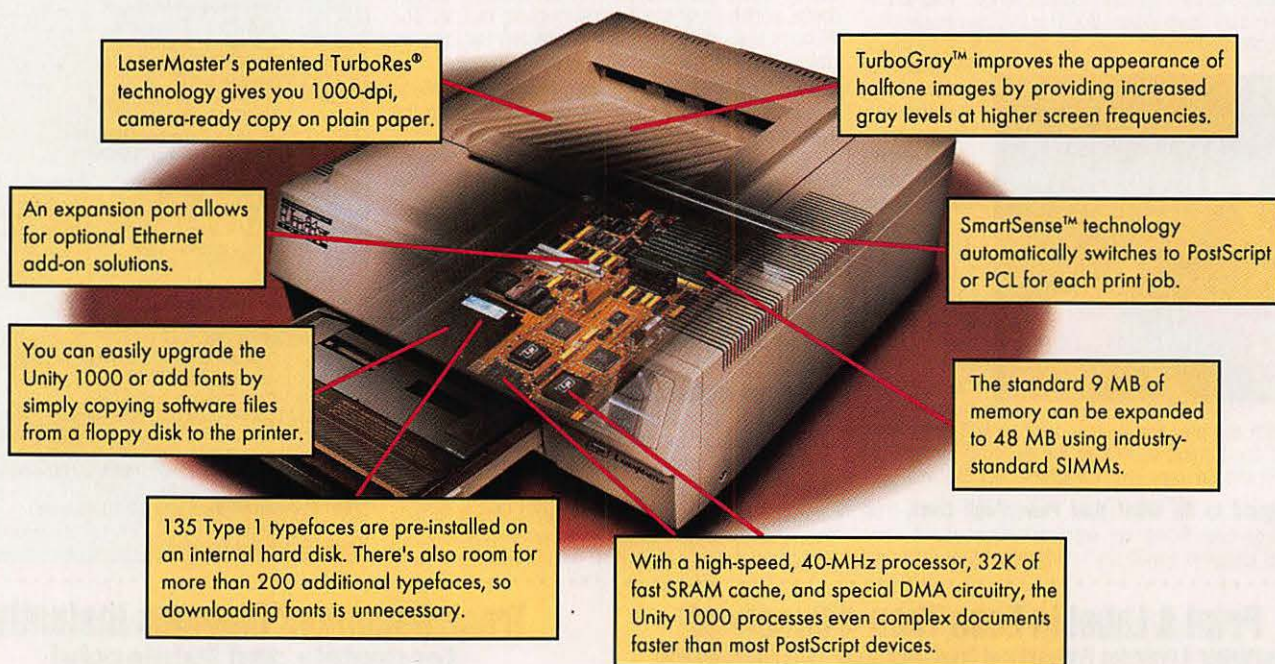 LaserMaster's patented TurboRes®
technology gives you 1000-dpi,
camera-ready copy on plain paper.
TurboGray™ improves the appearance of
halftone images by providing increased
gray levels at higher screen frequencies.
An expansion port allows
for optional Ethernet
add-on solutions.
SmartSense™ technology
automatically switches to PostScript
or PCL for each print job.
You can easily upgrade the
Unity 1000 or add fonts by
simply copying software files
from a floppy disk to the printer.
The standard 9 MB of
memory can be expanded
to 48 MB using industry-
standard SIMMs.
135 Type 1 typefaces are pre-installed on
an internal hard disk. There's also room for
more than 200 additional typefaces, so
downloading fonts is unnecessary.
With a high-speed, 40-MHz processor, 32K of
fast SRAM cache, and special DMA circuitry, the
Unity 1000 processes even complex documents
faster than most PostScript devices.